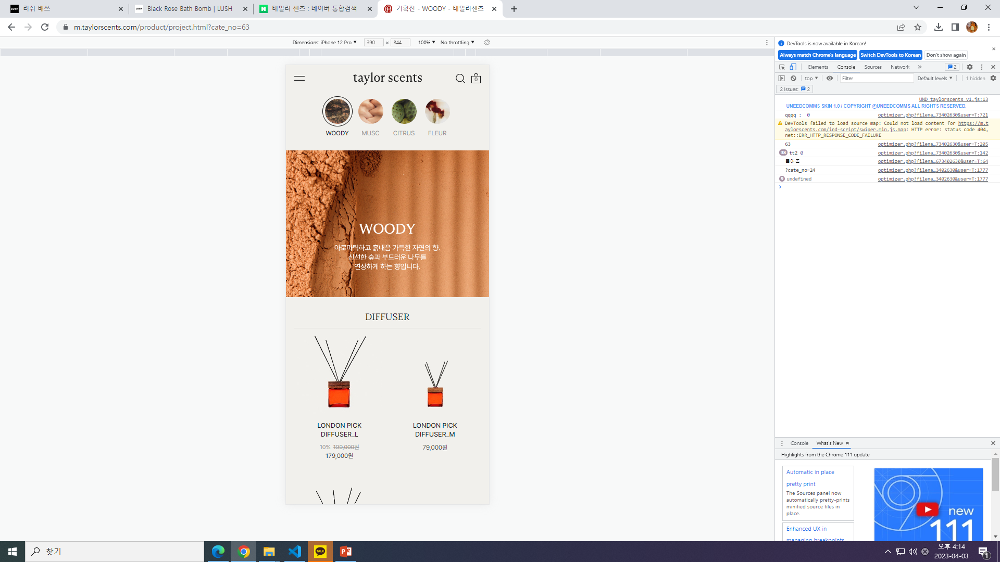 러쉬 배쓰
Black Rose Bath Bomb | LUSH
테일러 센츠 : 네이버 통합검색
기획전 - WOODY - 테일러센츠
m.taylorscents.com/product/project.html?cate_no=63
Dimensions: iPhone 12 Pro ▼ 390 × 844 100% ▼ No throttling ▼
taylor scents
0
WOODY MUSC CITRUS FLEUR
WOODY
아로마틱하고 흙내음 가득한 자연의 향.
신선한 숲과 부드러운 나무를
연상하게 하는 향입니다.
DIFFUSER
LONDON PICK
DIFFUSER_L
10% 199,000원
179,000원
LONDON PICK
DIFFUSER_M
79,000원
DevTools is now available in Korean!
Always match Chrome's language Switch DevTools to Korean Don't show again
Elements Console Sources Network » 2
top ▼ Filter Default levels ▼ 1 hidden
2 Issues: 2
UND_taylorscents_v1.js:13
UNEEDCOMMS SKIN 1.0 / COPYRIGHT ⓒUNEEDCOMMS ALL RIGHTS RESERVED.
qqqq : 0 optimizer.php?filena…73402630&user=T:721
DevTools failed to load source map: Could not load content for https://m.t
aylorscents.com/ind-script/swiper.min.js.map: HTTP error: status code 404,
net::ERR_HTTP_RESPONSE_CODE_FAILURE
63 optimizer.php?filena…73402630&user=T:205
38 tt2 0 optimizer.php?filena…73402630&user=T:142
optimizer.php?filena…673402630&user=T:64
?cate_no=24 optimizer.php?filena…3402630&user=T:1777
9 undefined optimizer.php?filena…3402630&user=T:1777
Console What's New
Highlights from the Chrome 111 update
Automatic in place
pretty print
The Sources panel now
automatically pretty-prints
minified source files in
place.
Enhanced UX in
managing breakpoints
new
111
찾기
TALK
오후 4:14
2023-04-03
1